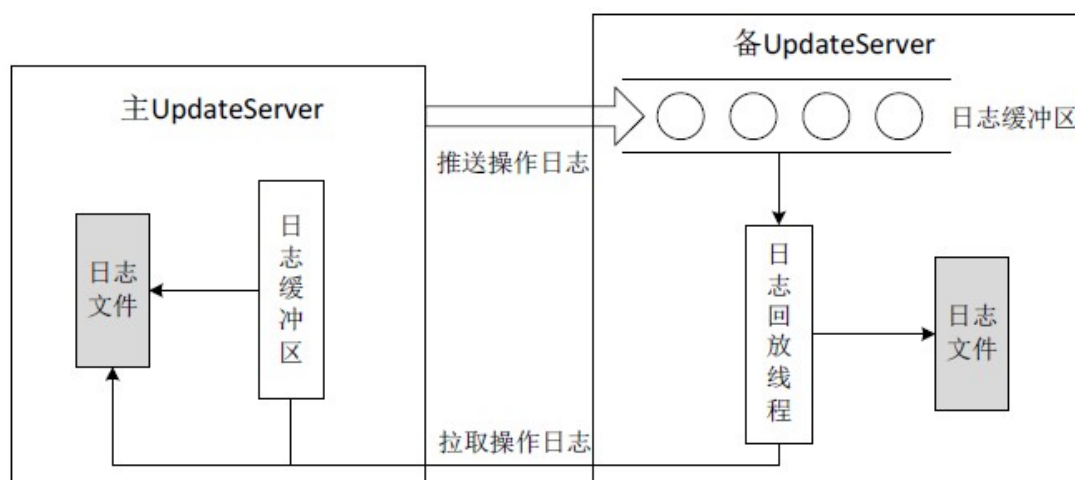 备UpdateServer
主UpdateServer
日志缓冲区
推送操作日志
日志
文件
日志缓冲区
日志回放线程
日志
文件
拉取操作日志